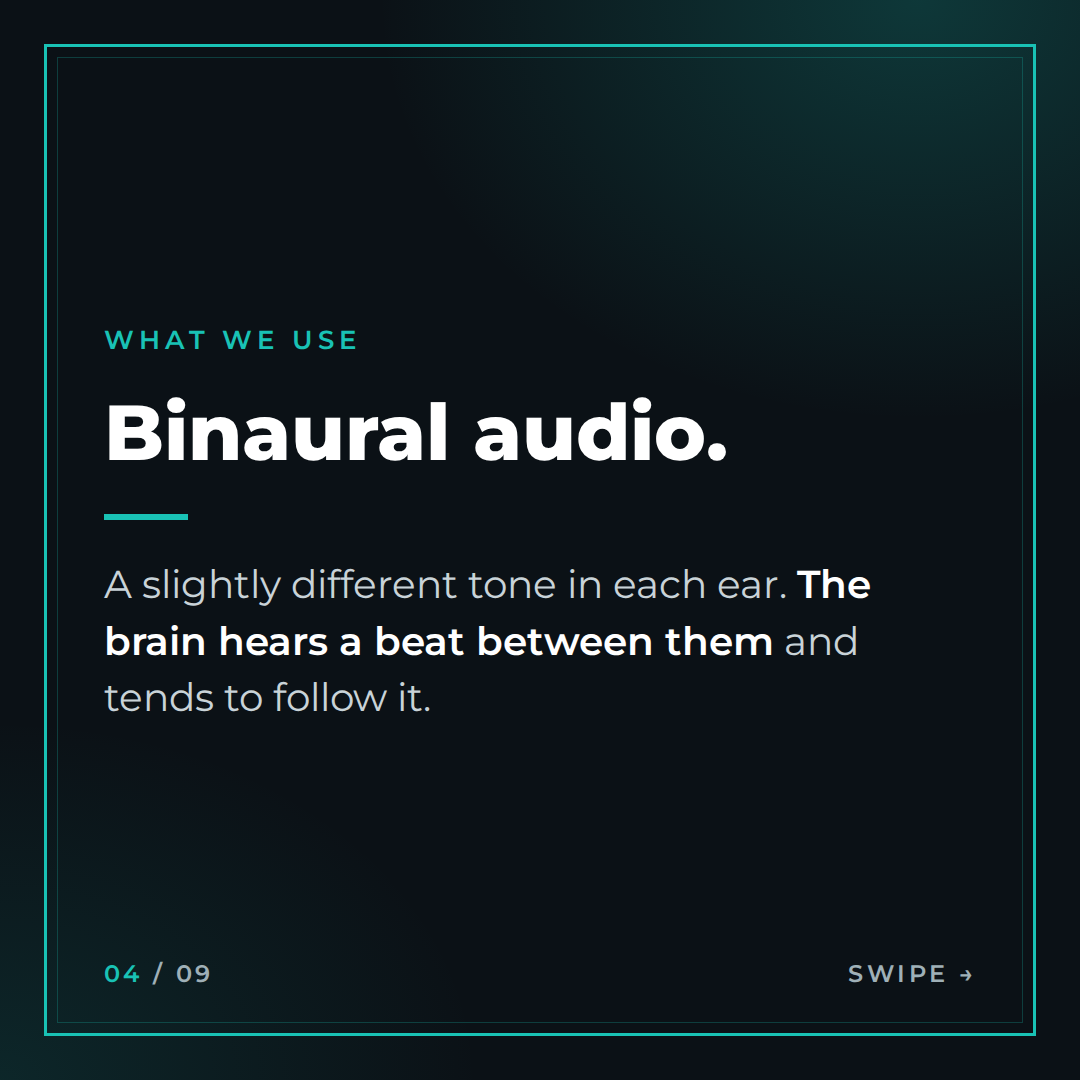 WHAT WE USE
Binaural audio.
A slightly different tone in each ear. The
brain hears a beat between them and
tends to follow it.
04 / 09
SWIPE →